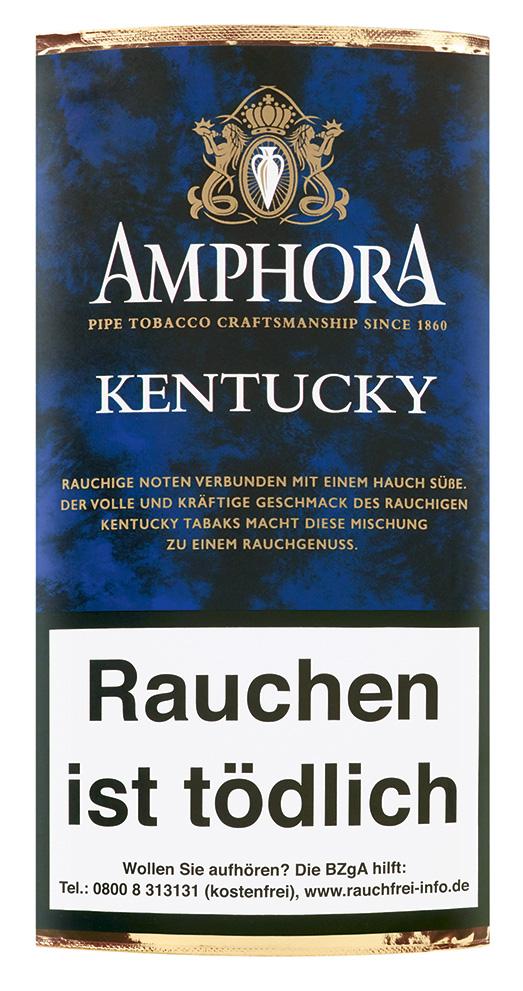 AMPHORA
PIPE TOBACCO CRAFTSMANSHIP SINCE 1860
KENTUCKY
RAUCHIGE NOTEN VERBUNDEN MIT EINEM HAUCH SÜßE.
DER VOLLE UND KRÄFTIGE GESCHMACK DES RAUCHIGEN
KENTUCKY TABAKS MACHT DIESE MISCHUNG
ZU EINEM RAUCHGENUSS.
Rauchen
ist tödlich
Wollen Sie aufhören? Die BZgA hilft:
Tel.: 0800 8 313131 (kostenfrei), www.rauchfrei-info.de